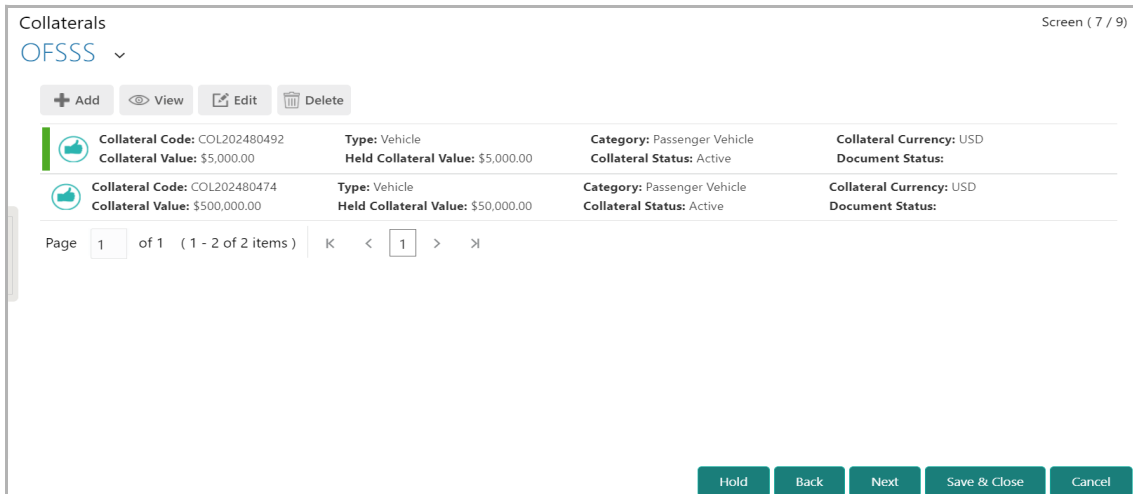 Collaterals
Screen ( 7 / 9)
OFSSS
Add View Edit Delete
Collateral Code: COL202480492 Type: Vehicle Category: Passenger Vehicle Collateral Currency: USD
Collateral Value: $5,000.00 Held Collateral Value: $5,000.00 Collateral Status: Active Document Status:
Collateral Code: COL202480474 Type: Vehicle Category: Passenger Vehicle Collateral Currency: USD
Collateral Value: $500,000.00 Held Collateral Value: $50,000.00 Collateral Status: Active Document Status:
Page 1 of 1 ( 1 - 2 of 2 items ) 1
Hold Back Next Save & Close Cancel